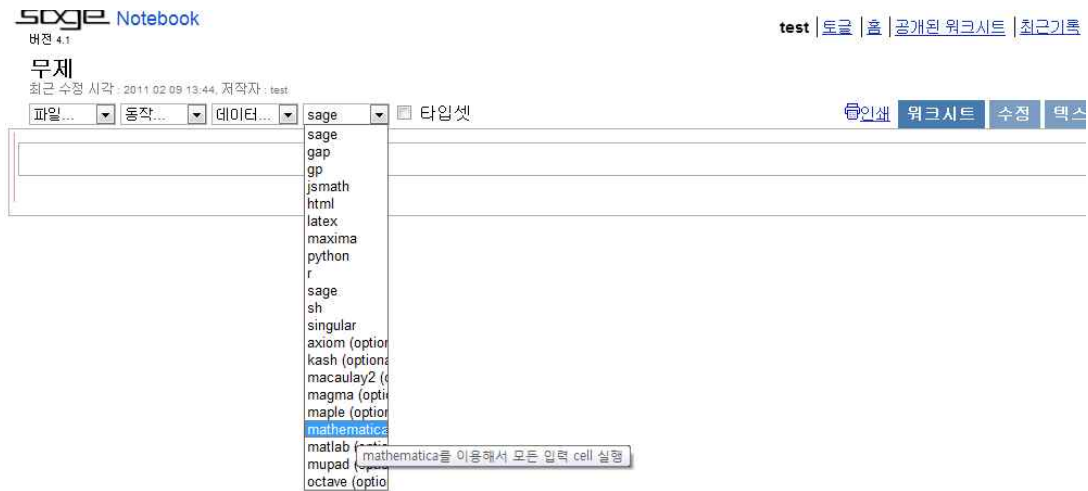 sage Notebook
버전 4.1
test | 토글 | 홈 | 공개된 워크시트 | 최근기록
무제
최근 수정 시각 : 2011 02 09 13:44, 저작자 : test
파일... 동작... 데이터... sage 타입셋 인쇄 워크시트 수정 텍스
sage
gap
gp
jsmath
html
latex
maxima
python
r
sage
sh
singular
axiom (option
kash (optiona
macaulay2 (o
magma (opti
maple (option
mathematica
matlab (optio
mathematica를 이용해서 모든 입력 cell 실행
mupad (optio
octave (optio